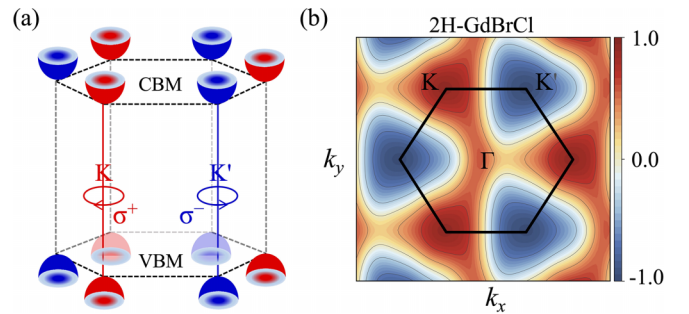 (a)
CBM
K
K'
σ+
σ−
VBM
(b)
2H-GdBrCl
K
K'
Γ
ky
kx
1.0
0.0
-1.0